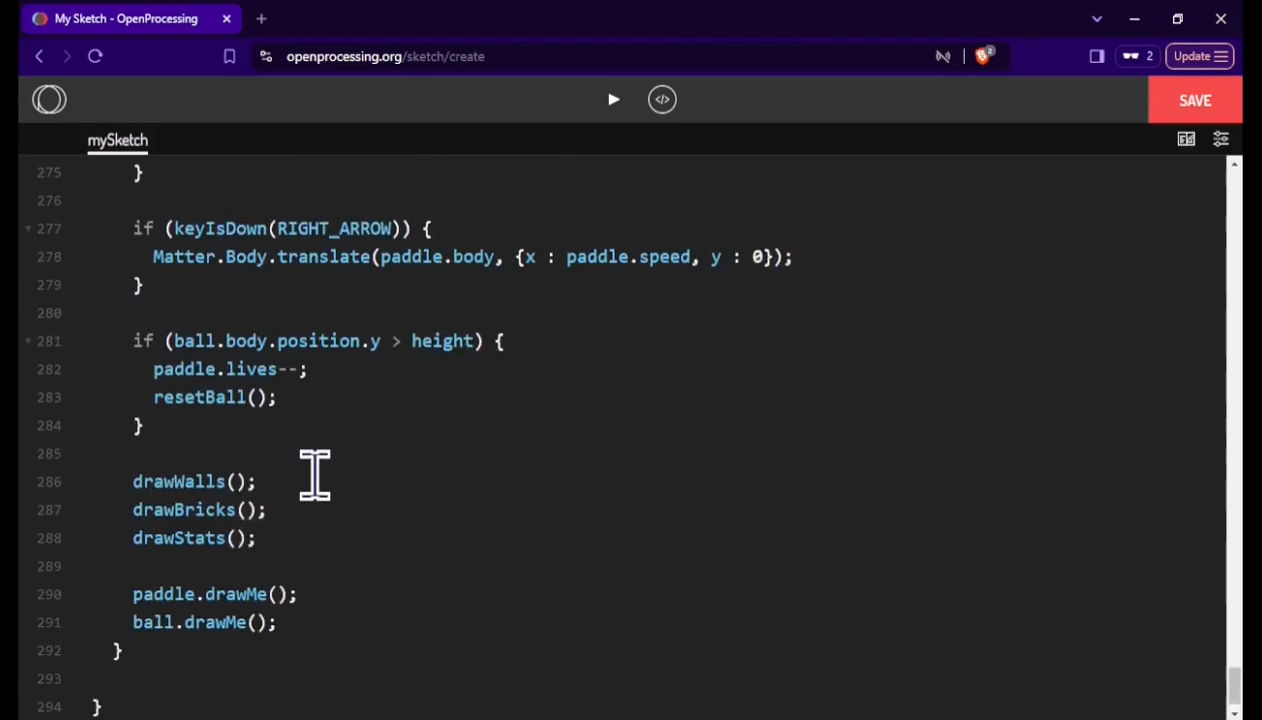 My Sketch - OpenProcessing
openprocessing.org/sketch/create
2
2
Update
SAVE
mySketch
275 }
276
277 if (keyIsDown(RIGHT_ARROW)) {
278 Matter.Body.translate(paddle.body, {x : paddle.speed, y : 0});
279 }
280
281 if (ball.body.position.y > height) {
282 paddle.lives--;
283 resetBall();
284 }
285
286 drawWalls();
287 drawBricks();
288 drawStats();
289
290 paddle.drawMe();
291 ball.drawMe();
292 }
293
294 }